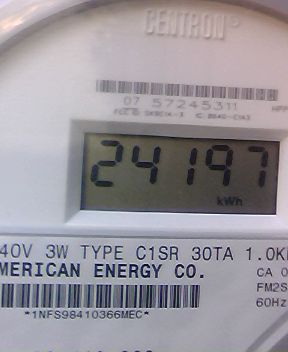 CENTRON®
07 57245311
24197
kWh
40V 3W TYPE C1SR 30TA 1.0K
MERICAN ENERGY CO.
CA 0
FM2S
60Hz
*1NFS98410366MEC*